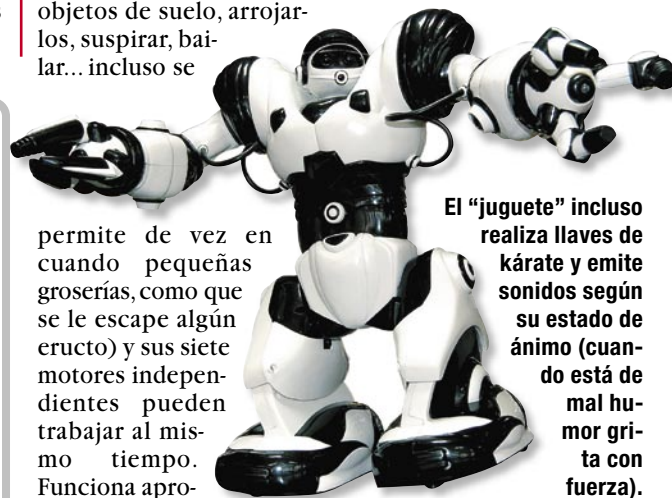 objetos de suelo, arrojar-
los, suspirar, bai-
lar... incluso se
permite de vez en
cuando pequeñas
groserías, como que
se le escape algún
eructo) y sus siete
motores indepen-
dientes pueden
trabajar al mis-
mo tiempo.
Funciona apro-
El “juguete” incluso
realiza llaves de
kárate y emite
sonidos según
su estado de
ánimo (cuan-
do está de
mal hu-
mor gri-
ta con
fuerza).